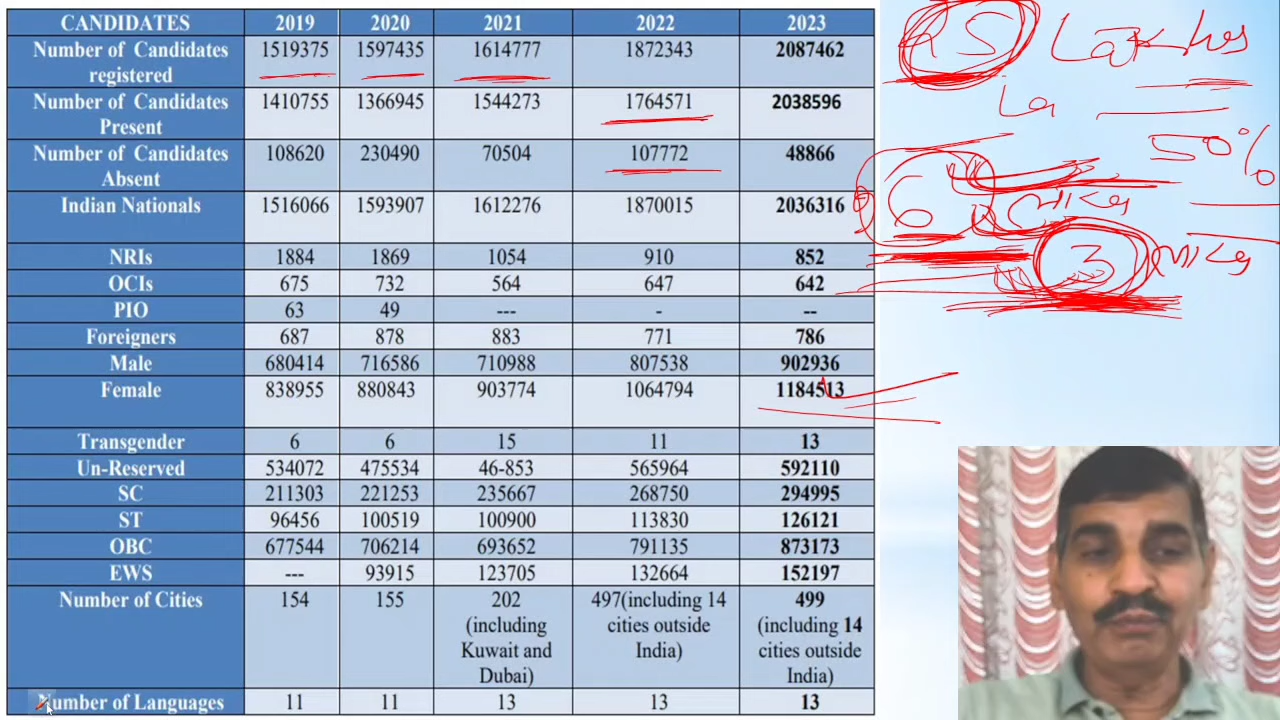 CANDIDATES 2019 2020 2021 2022 2023
Number of Candidates registered 1519375 1597435 1614777 1872343 2087462
Number of Candidates Present 1410755 1366945 1544273 1764571 2038596
Number of Candidates Absent 108620 230490 70504 107772 48866
Indian Nationals 1516066 1593907 1612276 1870015 2036316
NRIs 1884 1869 1054 910 852
OCIs 675 732 564 647 642
PIO 63 49 --- - --
Foreigners 687 878 883 771 786
Male 680414 716586 710988 807538 902936
Female 838955 880843 903774 1064794 1184513
Transgender 6 6 15 11 13
Un-Reserved 534072 475534 46-853 565964 592110
SC 211303 221253 235667 268750 294995
ST 96456 100519 100900 113830 126121
OBC 677544 706214 693652 791135 873173
EWS --- 93915 123705 132664 152197
Number of Cities 154 155 202 (including Kuwait and Dubai) 497(including 14 cities outside India) 499 (including 14 cities outside India)
Number of Languages 11 11 13 13 13
Lakhes
50%
6
3